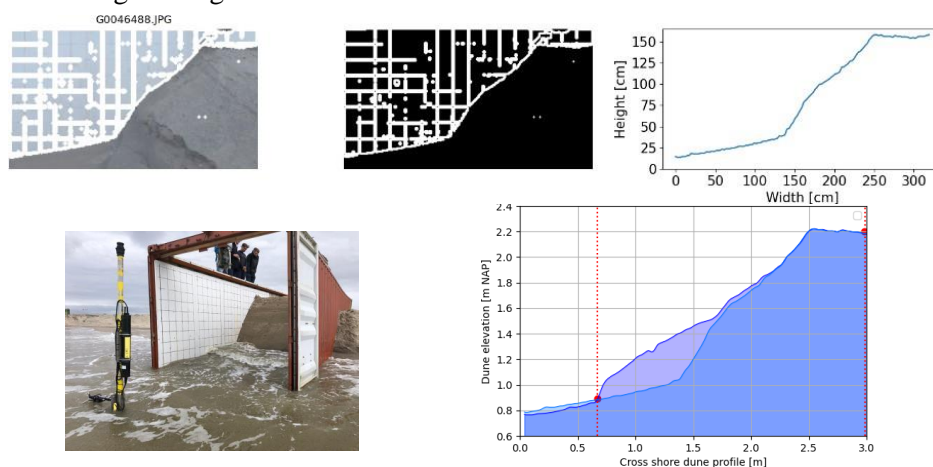 G0046488.JPG
Height [cm]
150
125
100
75
50
25
0
0 50 100 150 200 250 300
Width [cm]
Dune elevation [m NAP]
2.4
2.2
2.0
1.8
1.6
1.4
1.2
1.0
0.8
0.6
0.0 0.5 1.0 1.5 2.0 2.5 3.0
Cross shore dune profile [m]